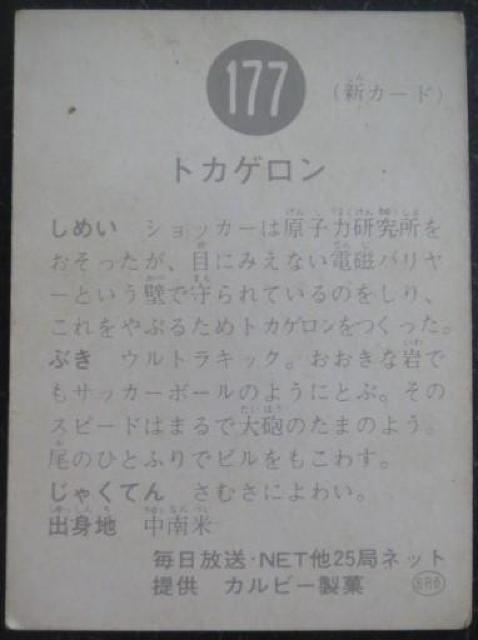 177
(新カード)
トカゲロン
しめい ショッカーは原子力研究所を
おそったが、目にみえない電磁バリヤ
ーという壁で守られているのをしり、
これをやぶるためトカゲロンをつくった。
ぶき ウルトラキック。おおきな岩で
もサッカーボールのようにとぶ。その
スピードはまるで大砲のたまのよう。
尾のひとふりでビルをもこわす。
じゃくてん さむさによわい。
出身地 中南米
毎日放送・NET他25局ネット
提供 カルビー製菓